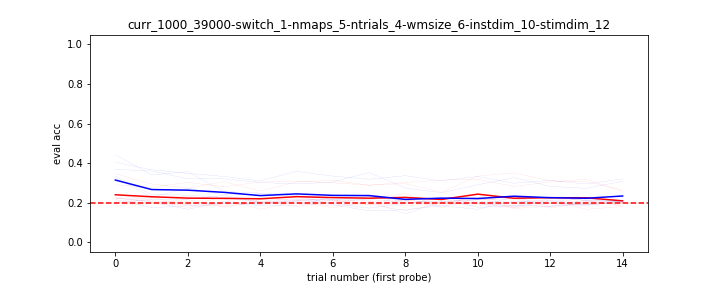 curr_1000_39000-switch_1-nmaps_5-ntrials_4-wmsize_6-instdim_10-stimdim_12
1.0
0.8
0.6
0.4
0.2
0.0
eval acc
0 2 4 6 8 10 12 14
trial number (first probe)